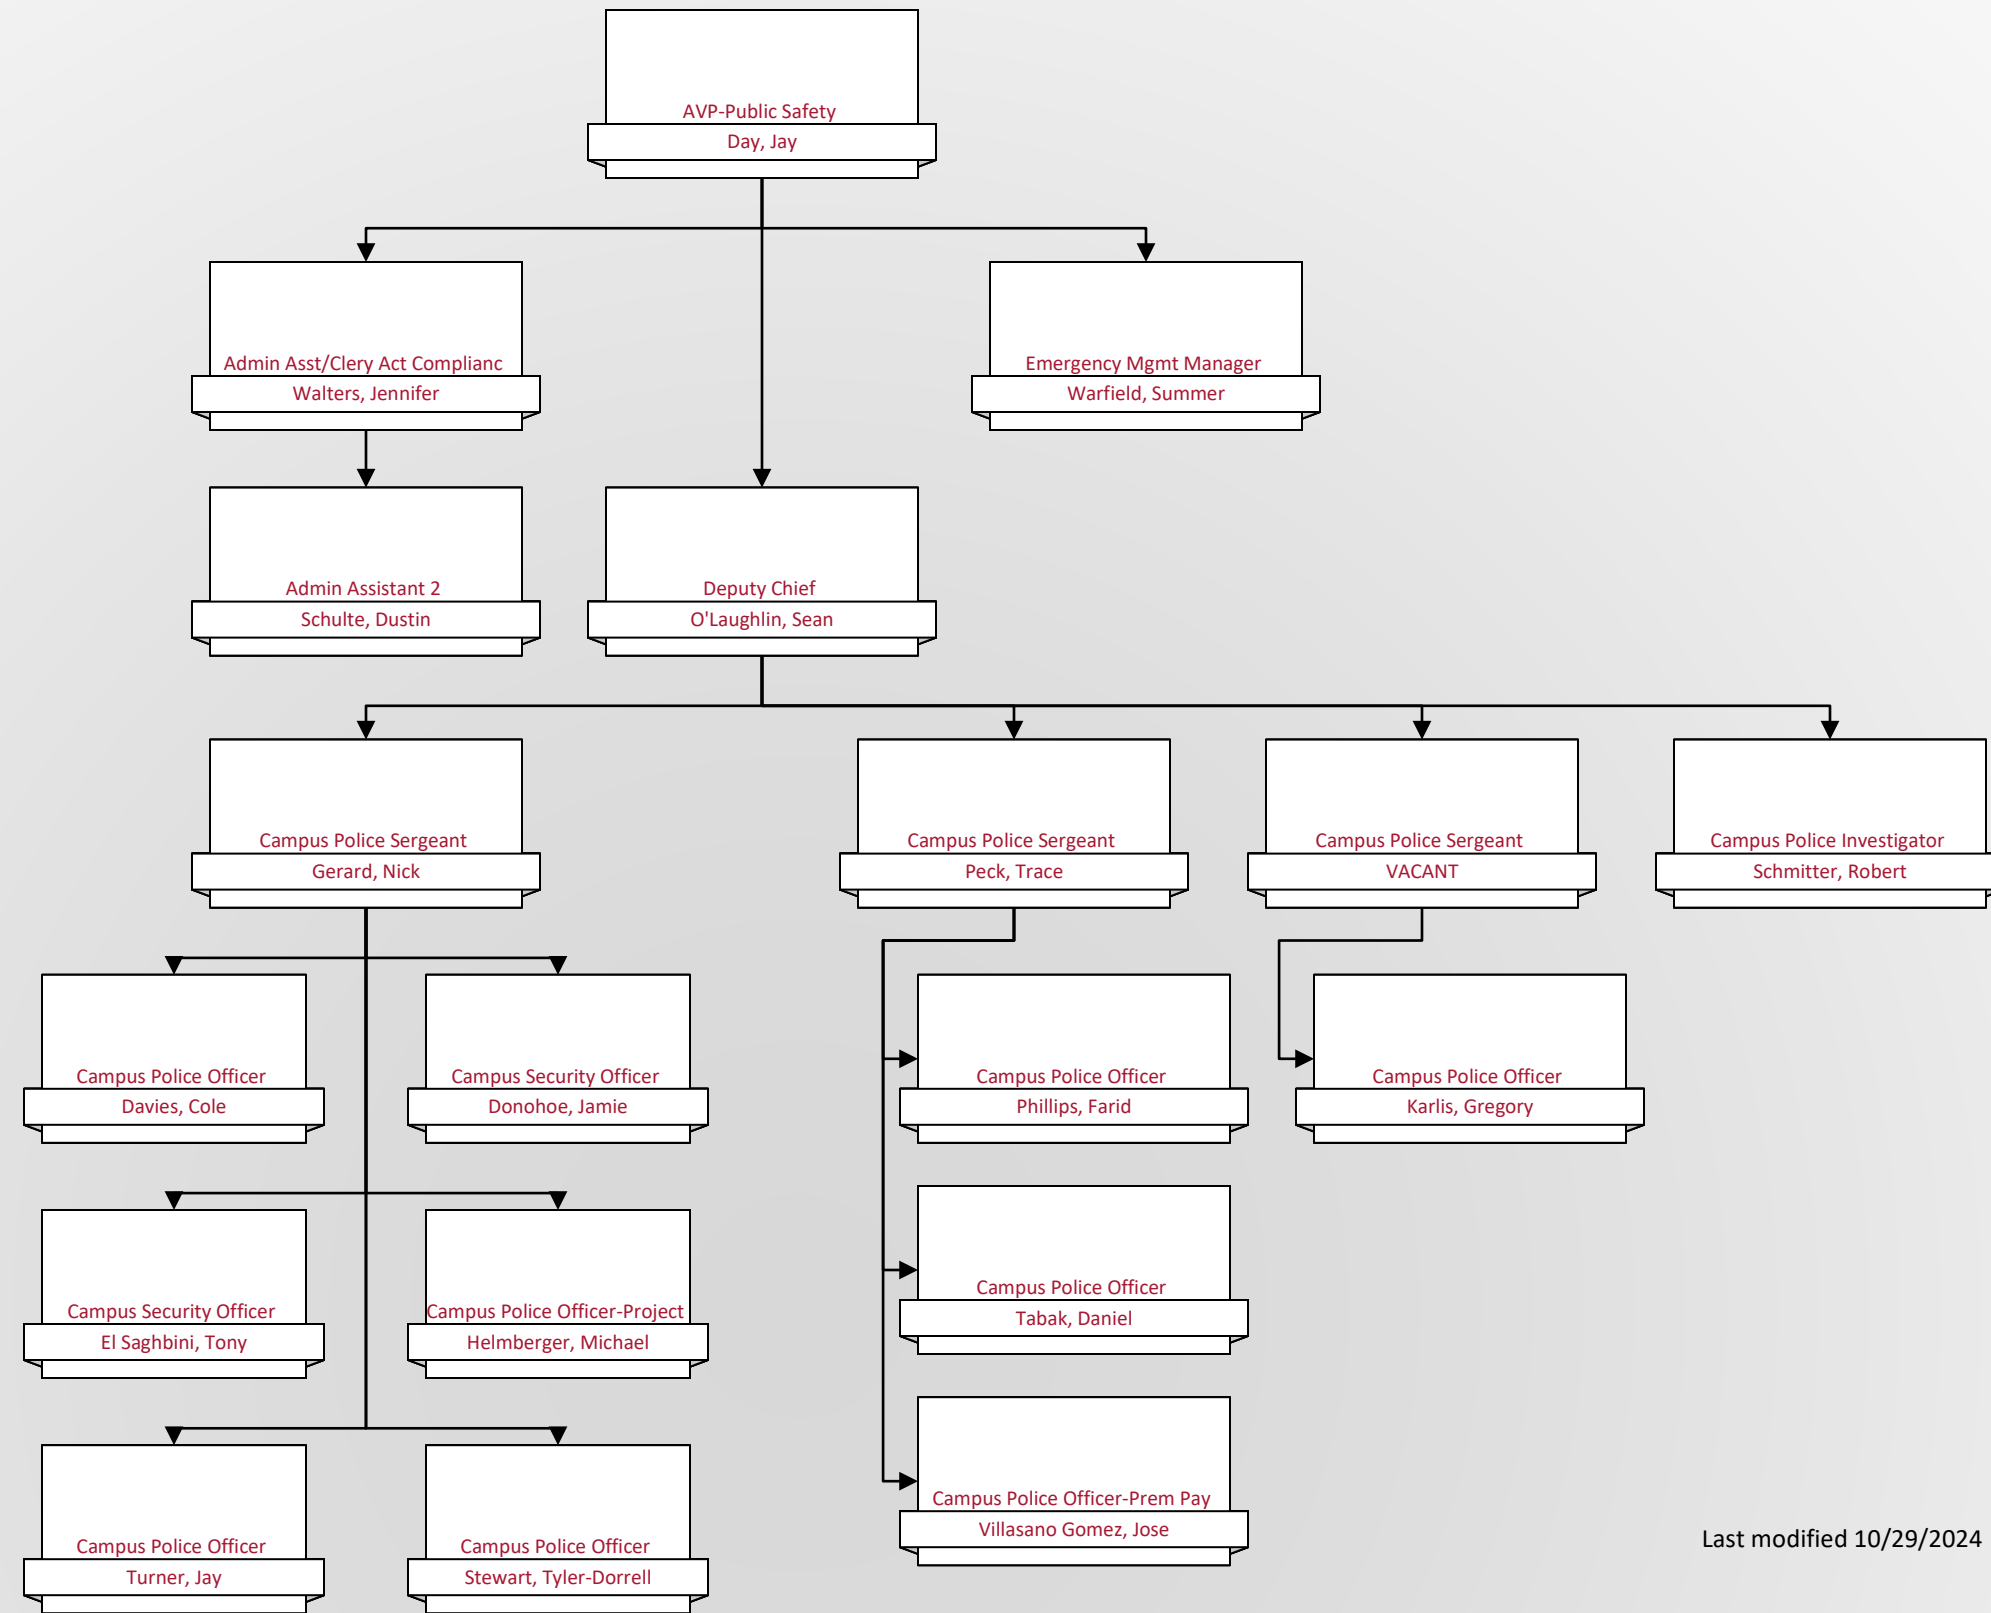 AVP-Public Safety
Day, Jay
Admin Asst/Clery Act Complianc
Walters, Jennifer
Emergency Mgmt Manager
Warfield, Summer
Admin Assistant 2
Schulte, Dustin
Deputy Chief
O'Laughlin, Sean
Campus Police Sergeant
Gerard, Nick
Campus Police Sergeant
Peck, Trace
Campus Police Sergeant
VACANT
Campus Police Investigator
Schmitter, Robert
Campus Police Officer
Davies, Cole
Campus Security Officer
Donohoe, Jamie
Campus Police Officer
Phillips, Farid
Campus Police Officer
Karlis, Gregory
Campus Security Officer
El Saghbini, Tony
Campus Police Officer-Project
Helmberger, Michael
Campus Police Officer
Tabak, Daniel
Campus Police Officer
Turner, Jay
Campus Police Officer
Stewart, Tyler-Dorrell
Campus Police Officer-Prem Pay
Villasano Gomez, Jose
Last modified 10/29/2024